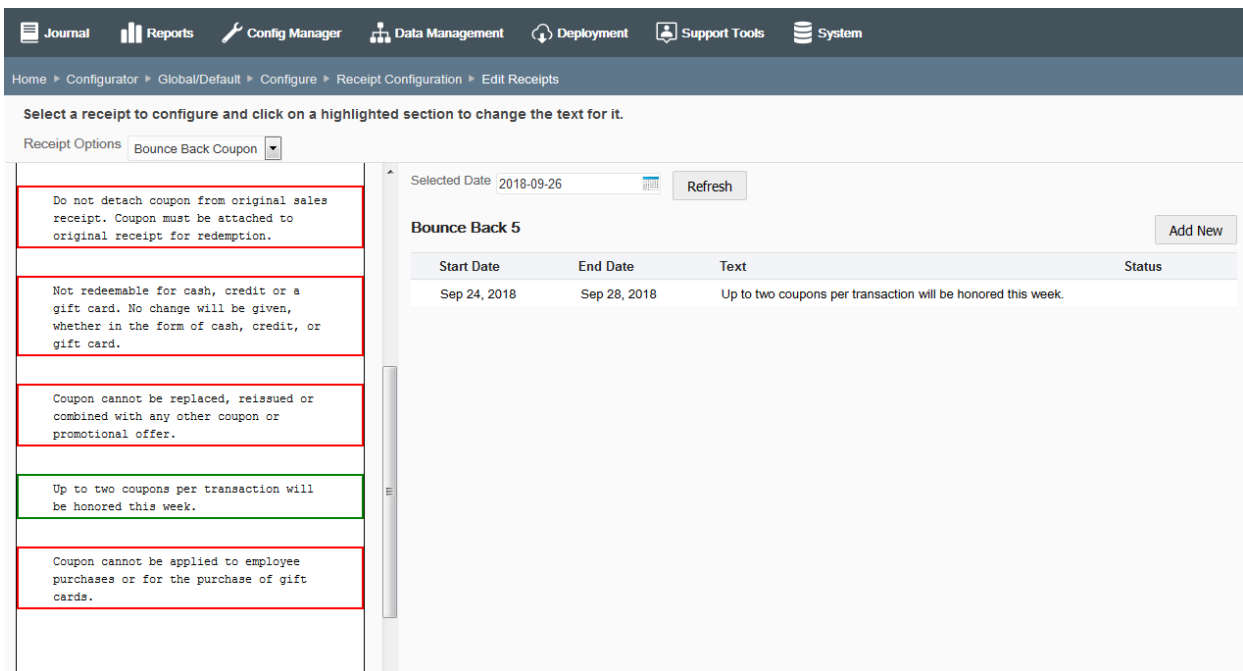 Journal Reports Config Manager Data Management Deployment Support Tools System
Home Configurator Global/Default Configure Receipt Configuration Edit Receipts
Select a receipt to configure and click on a highlighted section to change the text for it.
Receipt Options Bounce Back Coupon
Do not detach coupon from original sales
receipt. Coupon must be attached to
original receipt for redemption.
Not redeemable for cash, credit or a
gift card. No change will be given,
whether in the form of cash, credit, or
gift card.
Coupon cannot be replaced, reissued or
combined with any other coupon or
promotional offer.
Up to two coupons per transaction will
be honored this week.
Coupon cannot be applied to employee
purchases or for the purchase of gift
cards.
Selected Date 2018-09-26 Refresh
Bounce Back 5 Add New
Start Date End Date Text Status
Sep 24, 2018 Sep 28, 2018 Up to two coupons per transaction will be honored this week.